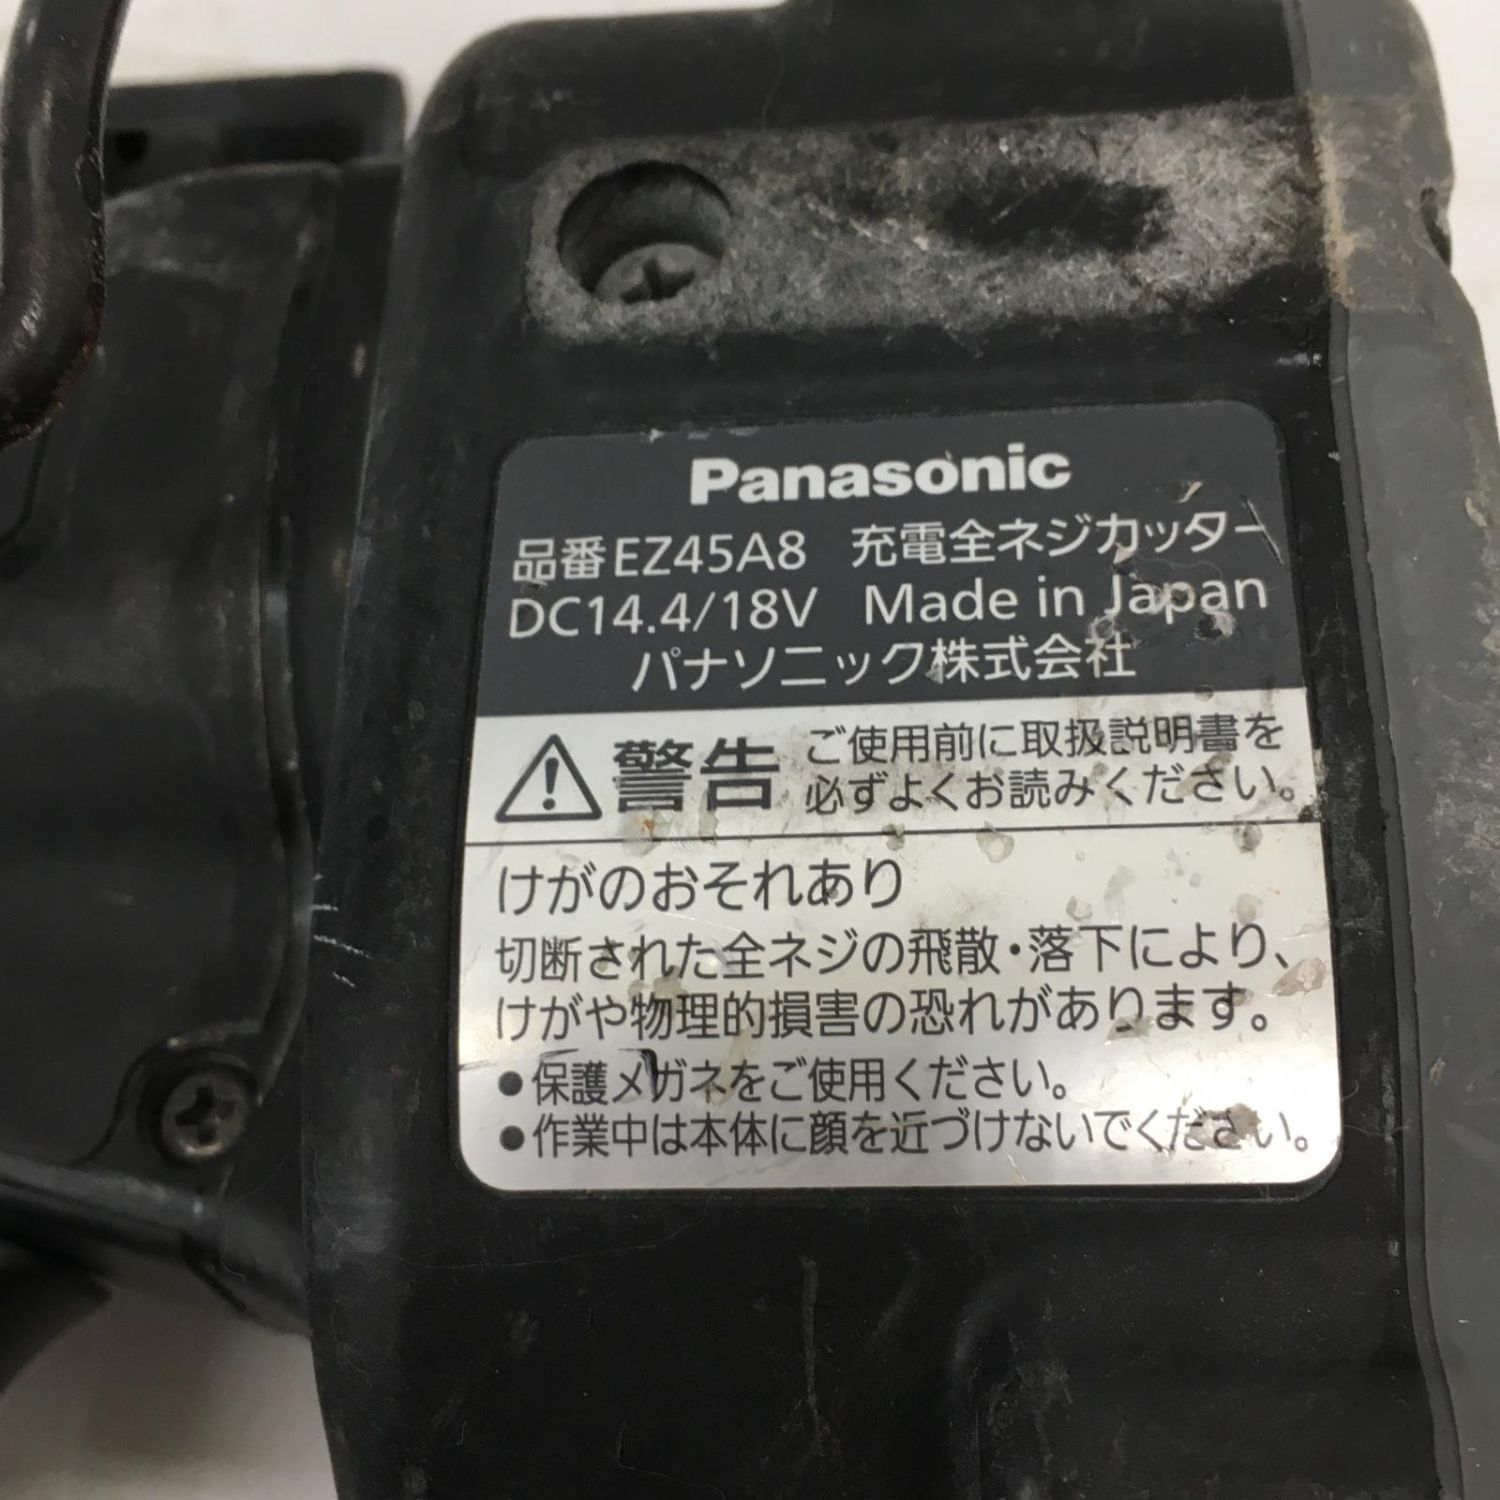 Panasonic
品番EZ45A8 充電全ネジカッター
DC14.4/18V Made in Japan
パナソニック株式会社
警告 ご使用前に取扱説明書を
必ずよくお読みください。
けがのおそれあり
切断された全ネジの飛散・落下により、
けがや物理的損害の恐れがあります。
●保護メガネをご使用ください。
●作業中は本体に顔を近づけないでください。